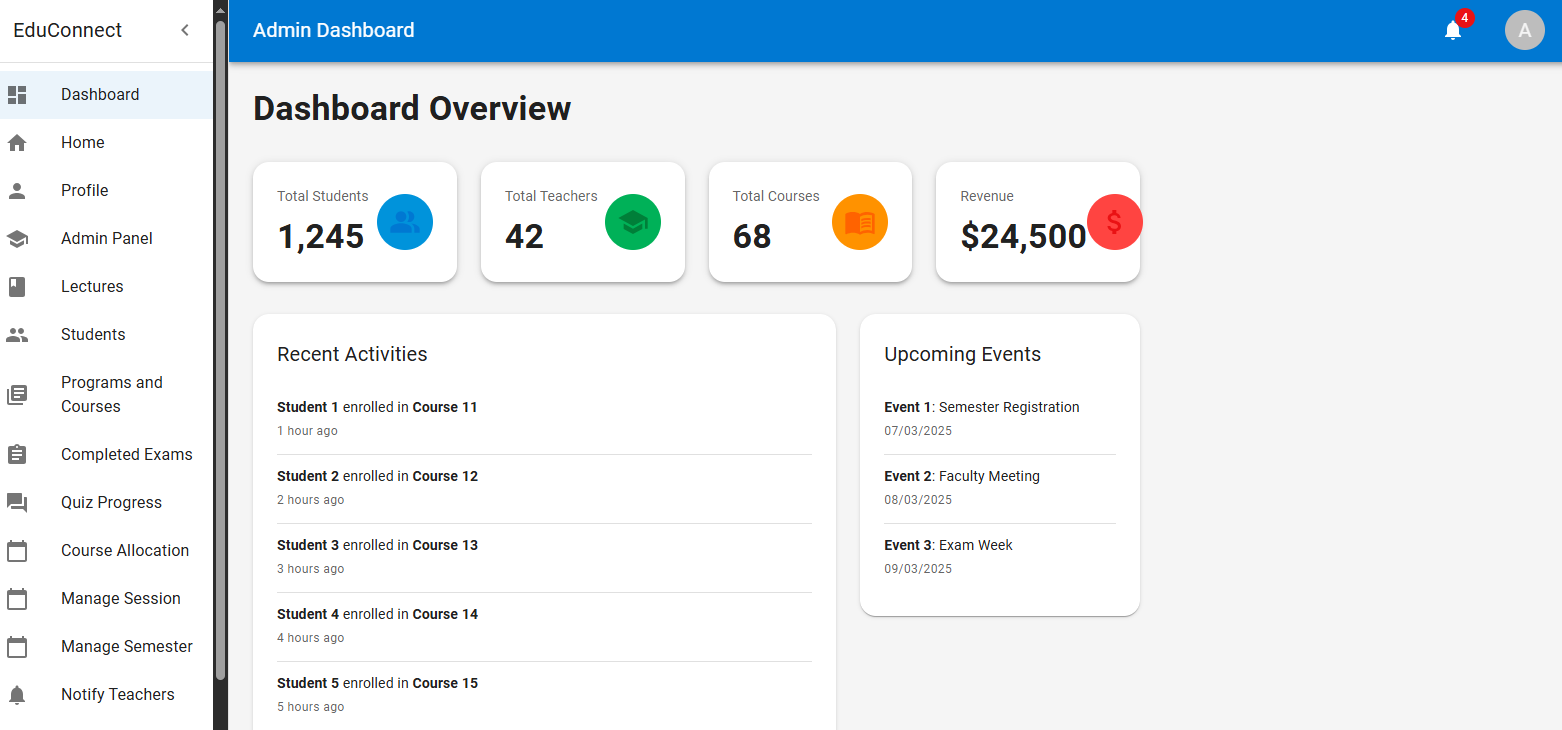 EduConnect
Dashboard
Home
Profile
Admin Panel
Lectures
Students
Programs and
Courses
Completed Exams
Quiz Progress
Course Allocation
Manage Session
Manage Semester
Notify Teachers
Admin Dashboard
4
A
Dashboard Overview
Total Students
1,245
Total Teachers
42
Total Courses
68
Revenue
$24,500
$
Recent Activities
Student 1 enrolled in Course 11
1 hour ago
Student 2 enrolled in Course 12
2 hours ago
Student 3 enrolled in Course 13
3 hours ago
Student 4 enrolled in Course 14
4 hours ago
Student 5 enrolled in Course 15
5 hours ago
Upcoming Events
Event 1: Semester Registration
07/03/2025
Event 2: Faculty Meeting
08/03/2025
Event 3: Exam Week
09/03/2025